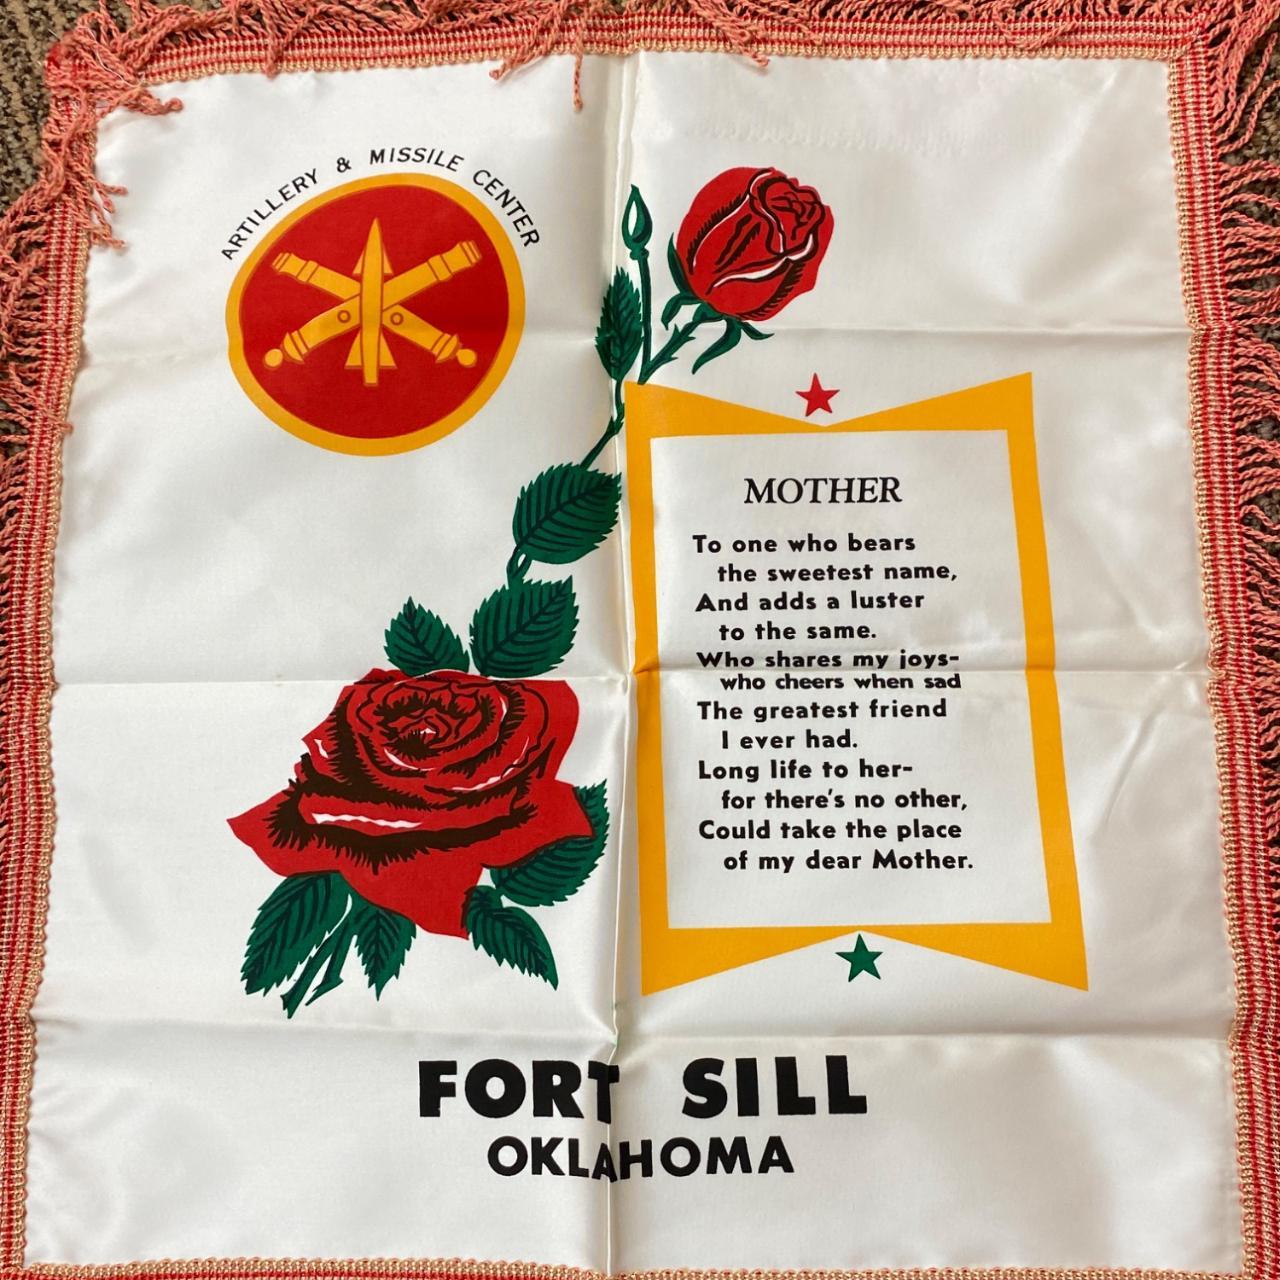 ARTILLERY & MISSILE CENTER
MOTHER
To one who bears
the sweetest name,
And adds a luster
to the same.
Who shares my joys-
who cheers when sad
The greatest friend
I ever had.
Long life to her-
for there's no other,
Could take the place
of my dear Mother.
FORT SILL
OKLAHOMA